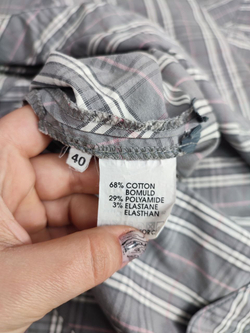 40
68% COTTON
BOMULD
29% POLYAMIDE
3% ELASTANE
ELASTHAN